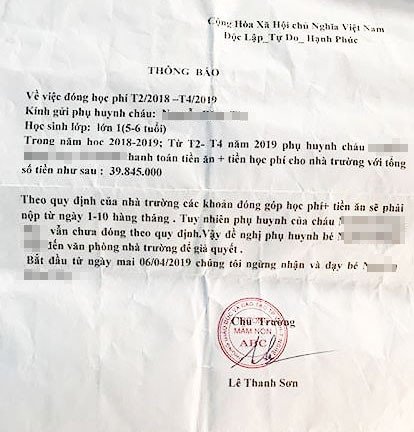 Cộng Hòa Xã Hội chủ Nghĩa Việt Nam
Độc Lập_Tự Do_ Hạnh Phúc
THÔNG BÁO
Về việc đóng học phí T2/2018 –T4/2019
Kính gửi phụ huynh cháu:
Học sinh lớp: lớn 1(5-6 tuổi)
Trong năm hoc 2018-2019; Từ T2- T4 năm 2019 phụ huynh cháu
hanh toán tiền ăn + tiền học phí cho nhà trường với tổng
số tiền như sau : 39.845.000
Theo quy định của nhà trường các khoản đóng góp học phí+ tiền ăn sẽ phải
nộp từ ngày 1-10 hàng tháng . Tuy nhiên phụ huynh của cháu N
vẫn chưa đóng theo quy định.Vậy đề nghị phụ huynh bé N
đến văn phòng nhà trường để giả quyết .
Bắt đầu từ ngày mai 06/04/2019 chúng tôi ngừng nhận và dạy bé N
Chủ Trường
MẦM NON
ABC
Lê Thanh Sơn